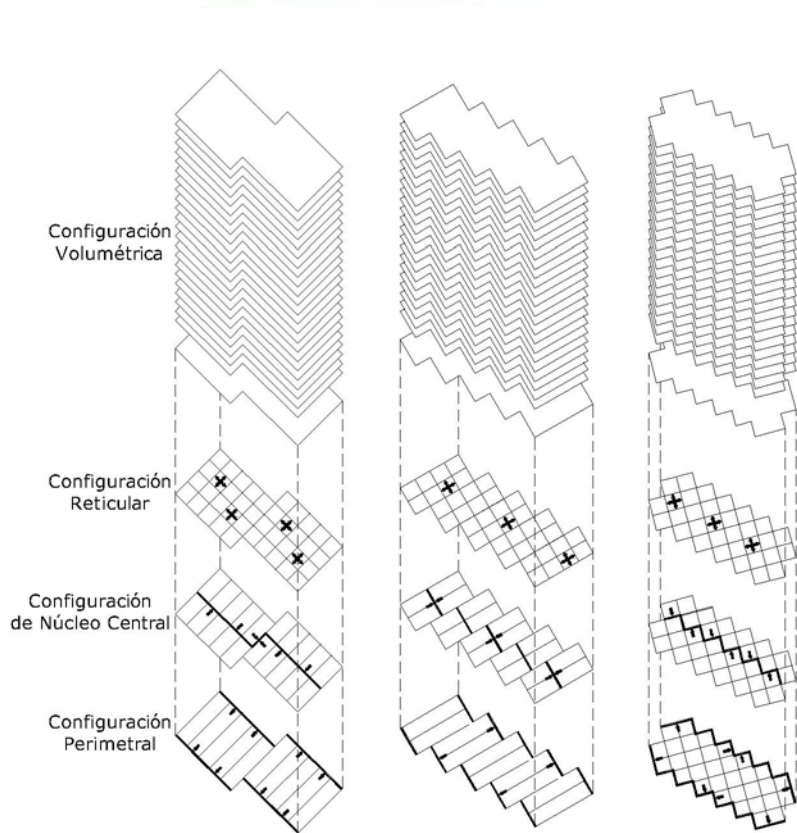 Configuración
Volumétrica
Configuración
Reticular
Configuración
de Núcleo Central
Configuración
Perimetral